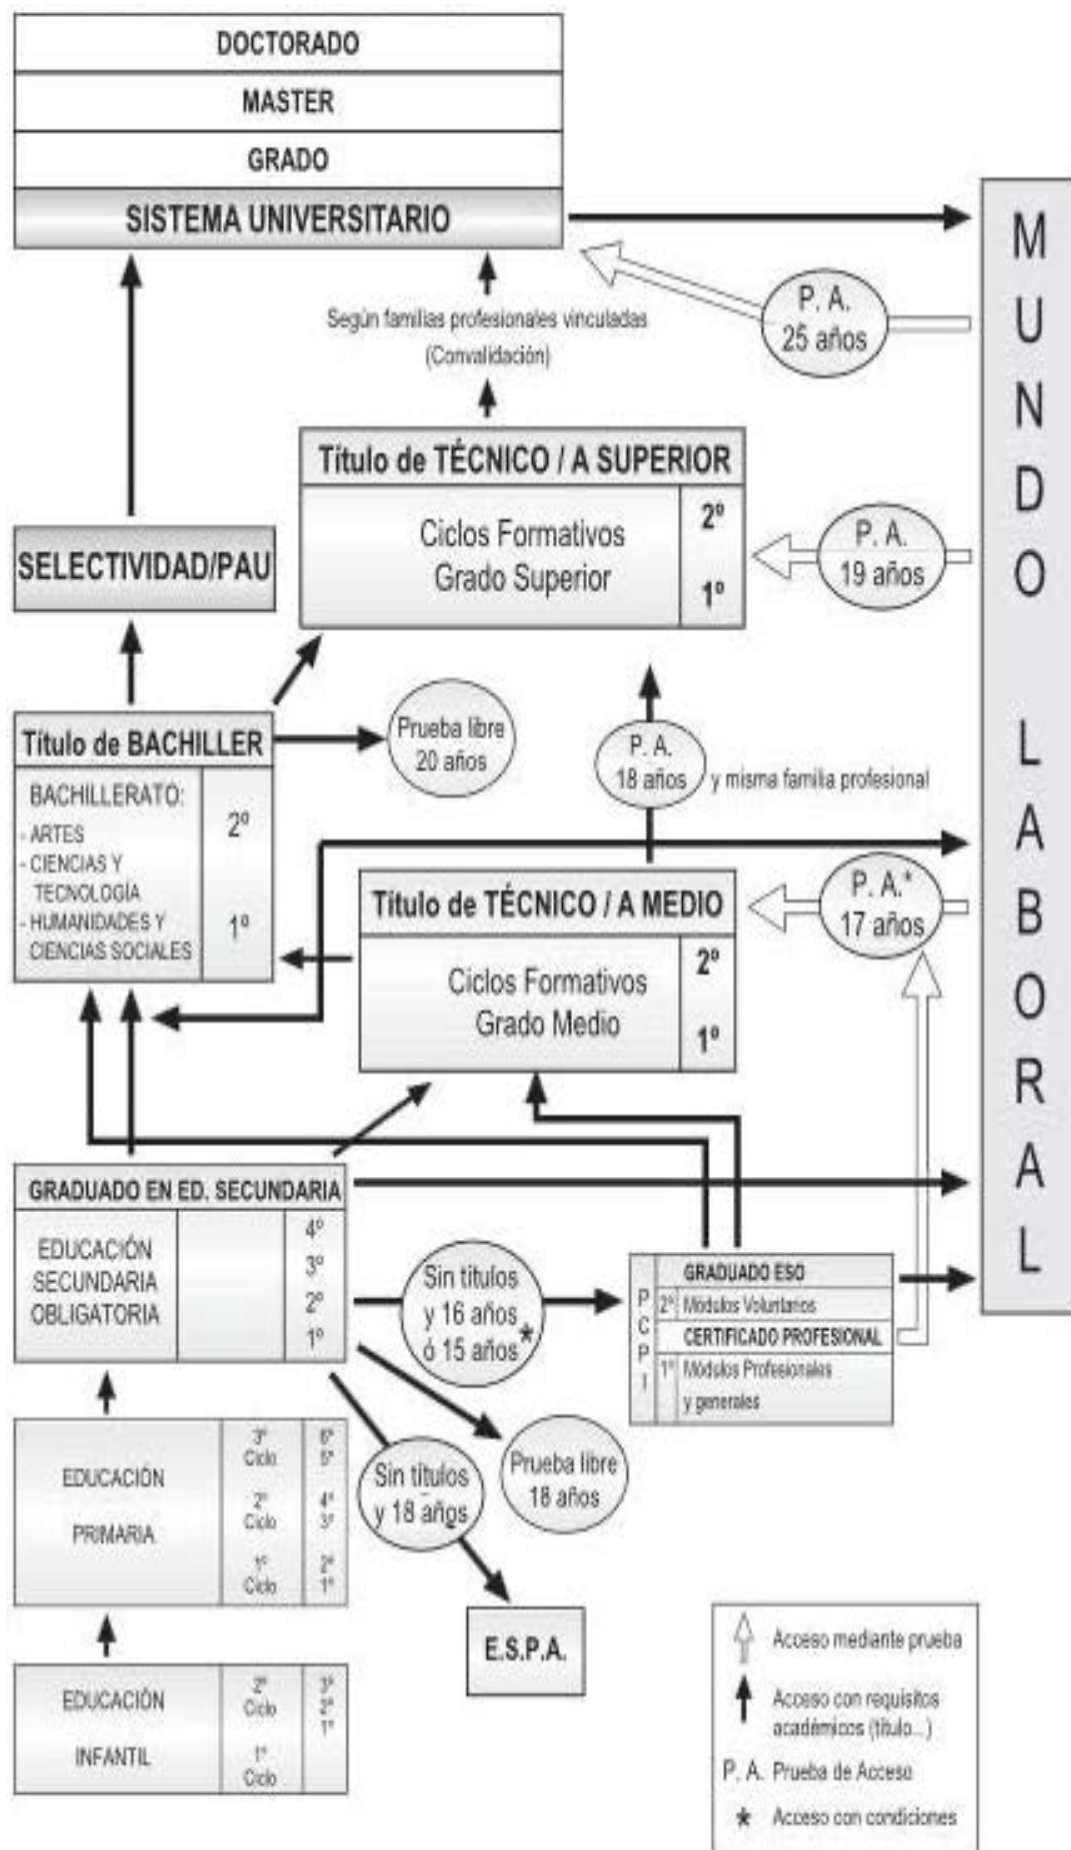 DOCTORADO
MASTER
GRADO
SISTEMA UNIVERSITARIO
P. A.
25 años
Según familias profesionales vinculadas
(Convalidación)
Título de TÉCNICO / A SUPERIOR
Ciclos Formativos
Grado Superior
2º
1º
P. A.
19 años
SELECTIVIDAD/PAU
Título de BACHILLER
BACHILLERATO:
- ARTES
- CIENCIAS Y
TECNOLOGÍA
- HUMANIDADES Y
CIENCIAS SOCIALES
2º
1º
Prueba libre
20 años
P. A.
18 años
y misma familia profesional
Título de TÉCNICO / A MEDIO
Ciclos Formativos
Grado Medio
2º
1º
P. A.*
17 años
MUNDO LABORAL
GRADUADO EN ED. SECUNDARIA
EDUCACIÓN
SECUNDARIA
OBLIGATORIA
4º
3º
2º
1º
Sin títulos
y 16 años
ó 15 años*
PCPI
GRADUADO ESO
2º Módulos Voluntarios
CERTIFICADO PROFESIONAL
1º Módulos Profesionales
y generales
EDUCACIÓN
PRIMARIA
3º
Ciclo
2º
Ciclo
1º
Ciclo
6º
5º
4º
3º
2º
1º
Sin títulos
y 18 años
Prueba libre
18 años
E.S.P.A.
EDUCACIÓN
INFANTIL
2º
Ciclo
1º
Ciclo
3º
2º
1º
Acceso mediante prueba
Acceso con requisitos
académicos (título...)
P. A. Prueba de Acceso
* Acceso con condiciones